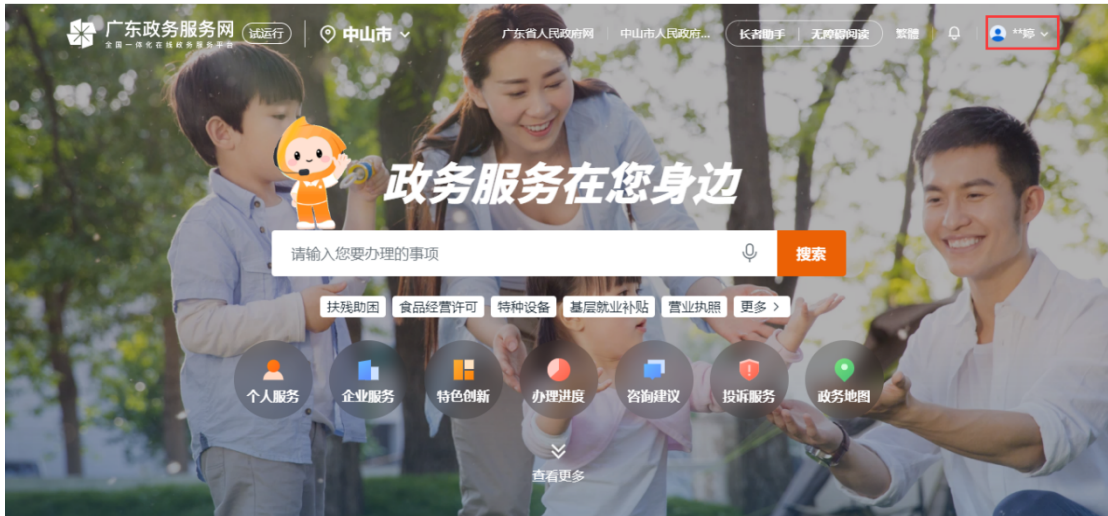 广东政务服务网 试运行 中山市 广东省人民政府网 中山市人民政府... 长者助手 无障碍阅读 繁體 **婷
全国一体化在线政务服务平台
政务服务在您身边
请输入您要办理的事项 搜索
扶残助困 食品经营许可 特种设备 基层就业补贴 营业执照 更多 >
个人服务 企业服务 特色创新 办理进度 咨询建议 投诉服务 政务地图
查看更多